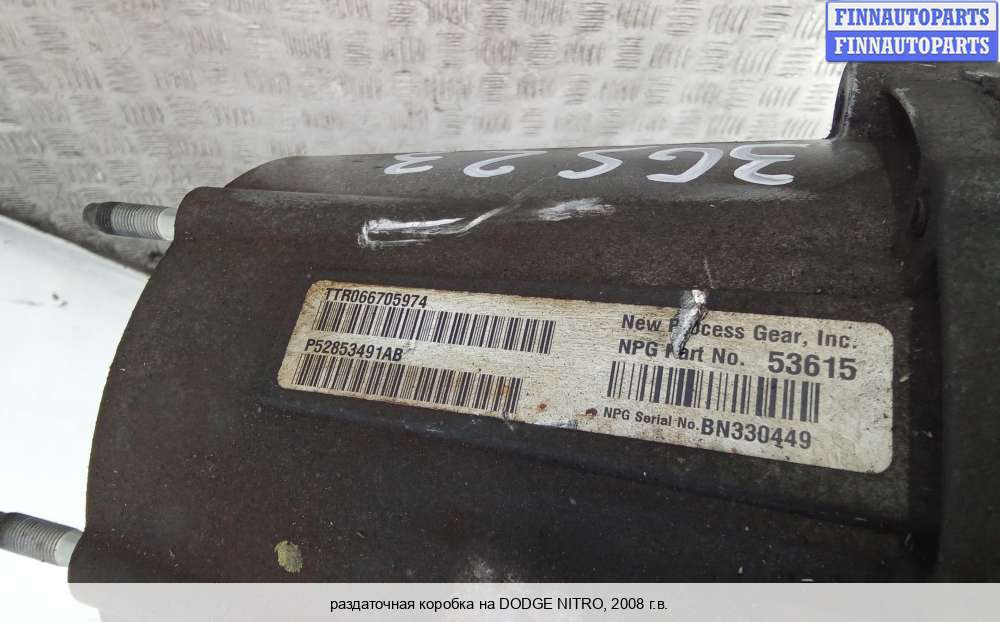 FINNAUTOPARTS
FINNAUTOPARTS
TTR066705974
P52853491AB
New Process Gear, Inc.
NPG Part No. 53615
NPG Serial No. BN330449
раздаточная коробка на DODGE NITRO, 2008 г.в.